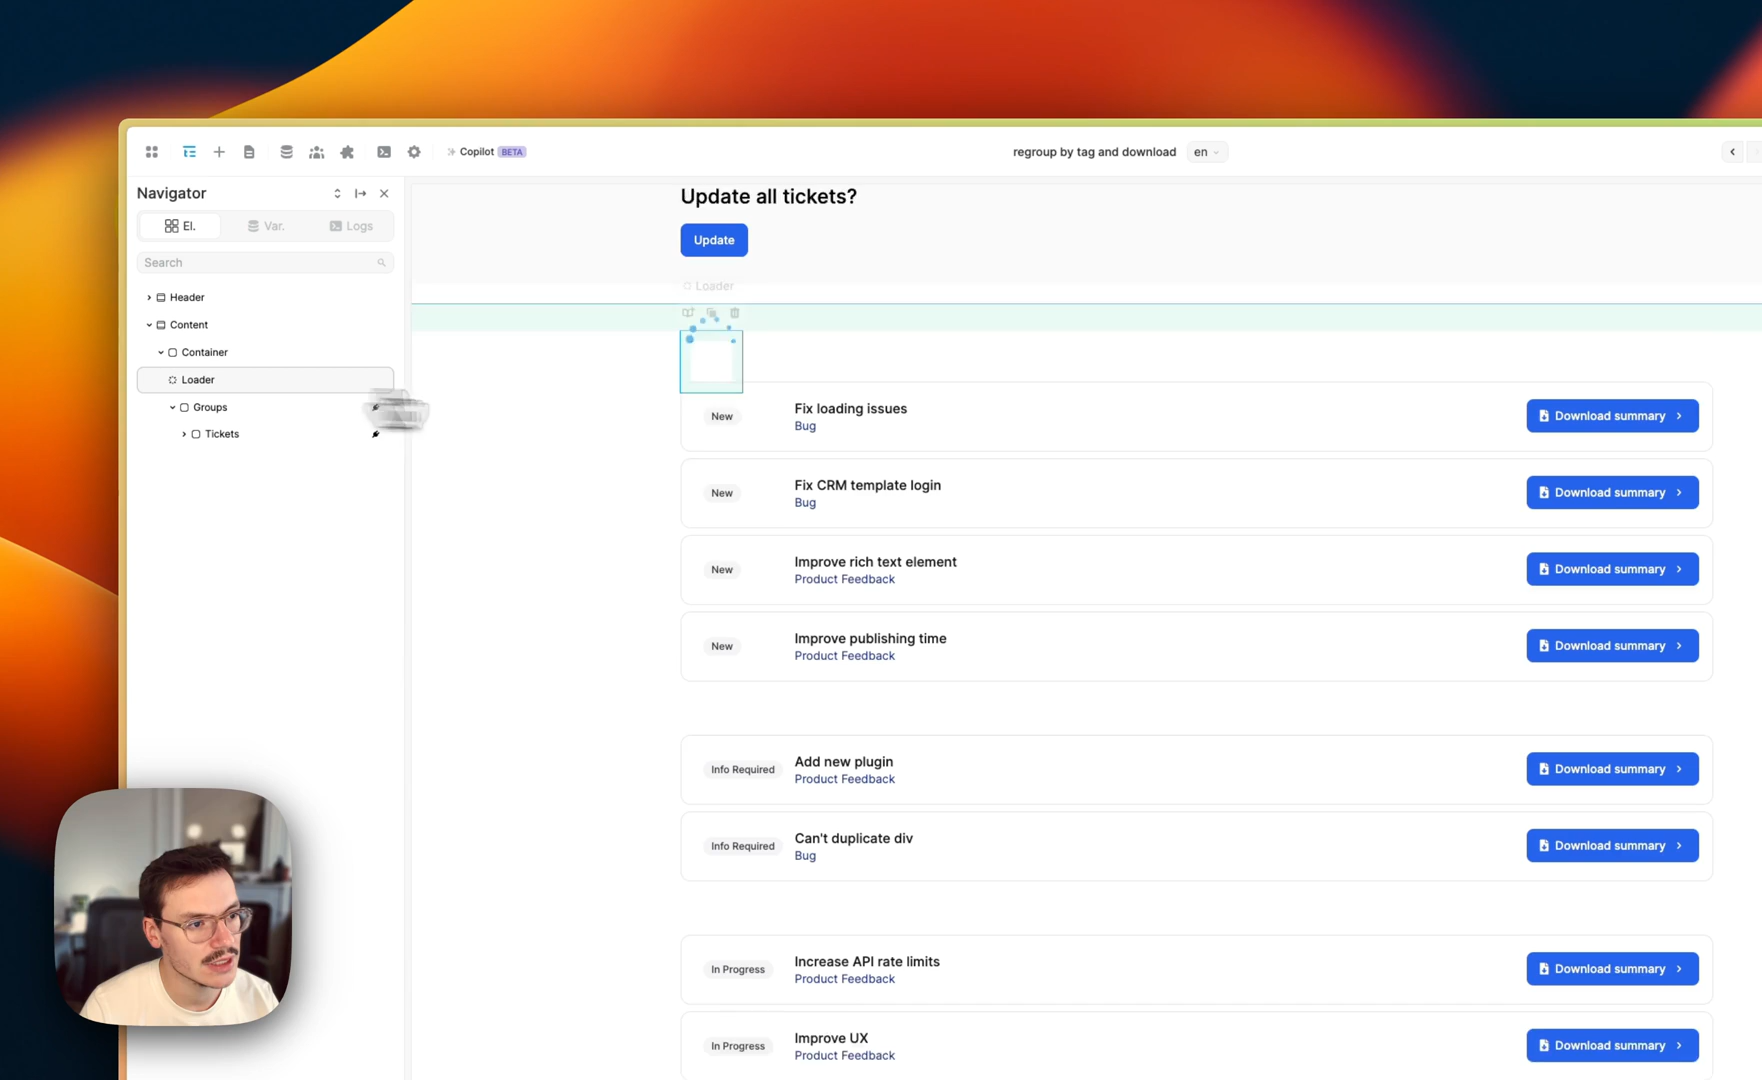 Copilot BETA
regroup by tag and download en
Navigator
El. Var. Logs
Search
Header
Content
Container
Loader
Groups
Tickets
Update all tickets?
Update
Loader
New
Fix loading issues
Bug
Download summary
New
Fix CRM template login
Bug
Download summary
New
Improve rich text element
Product Feedback
Download summary
New
Improve publishing time
Product Feedback
Download summary
Info Required
Add new plugin
Product Feedback
Download summary
Info Required
Can't duplicate div
Bug
Download summary
In Progress
Increase API rate limits
Product Feedback
Download summary
In Progress
Improve UX
Product Feedback
Download summary